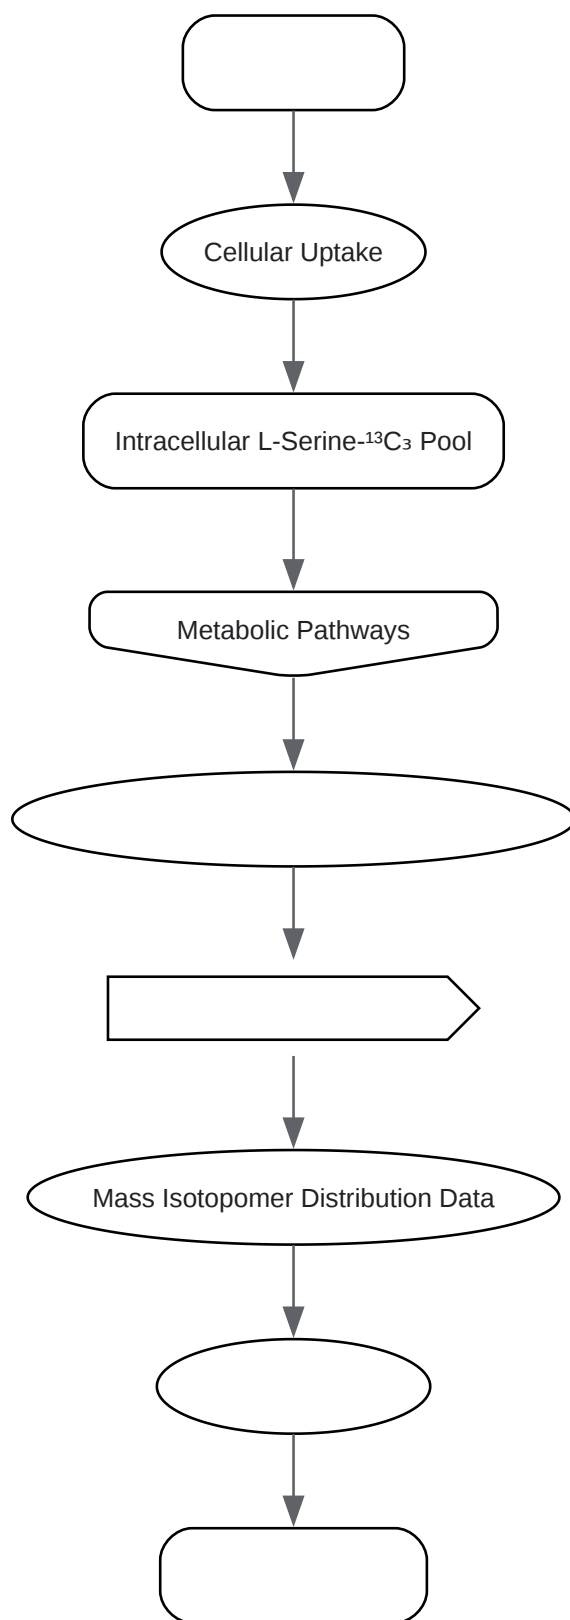 Cellular Uptake
Intracellular L-Serine-¹³C₃ Pool
Metabolic Pathways
Mass Isotopomer Distribution Data